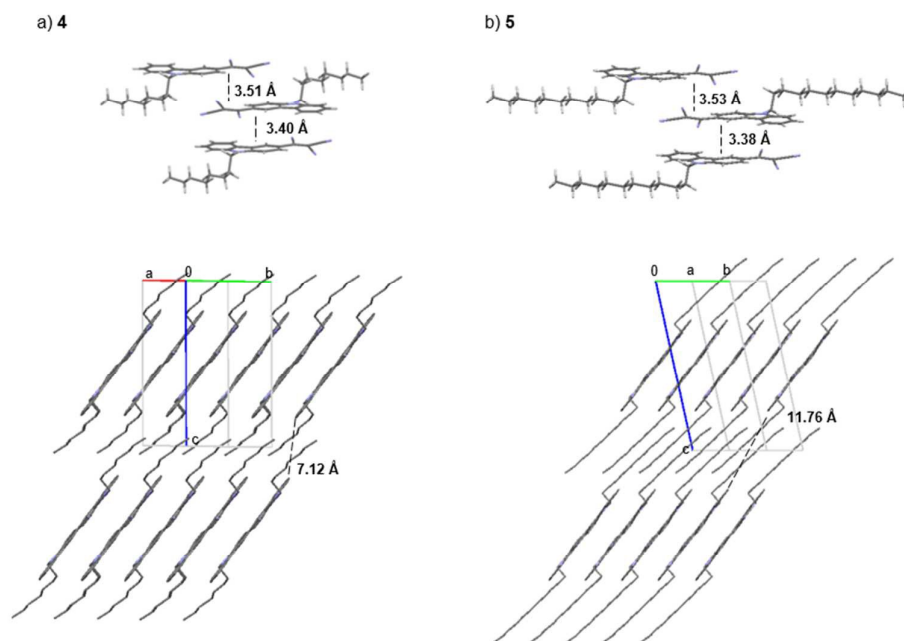 a) 4
b) 5
3.51 Å
3.40 Å
3.53 Å
3.38 Å
a 0 b
c
7.12 Å
0 a b
c
11.76 Å